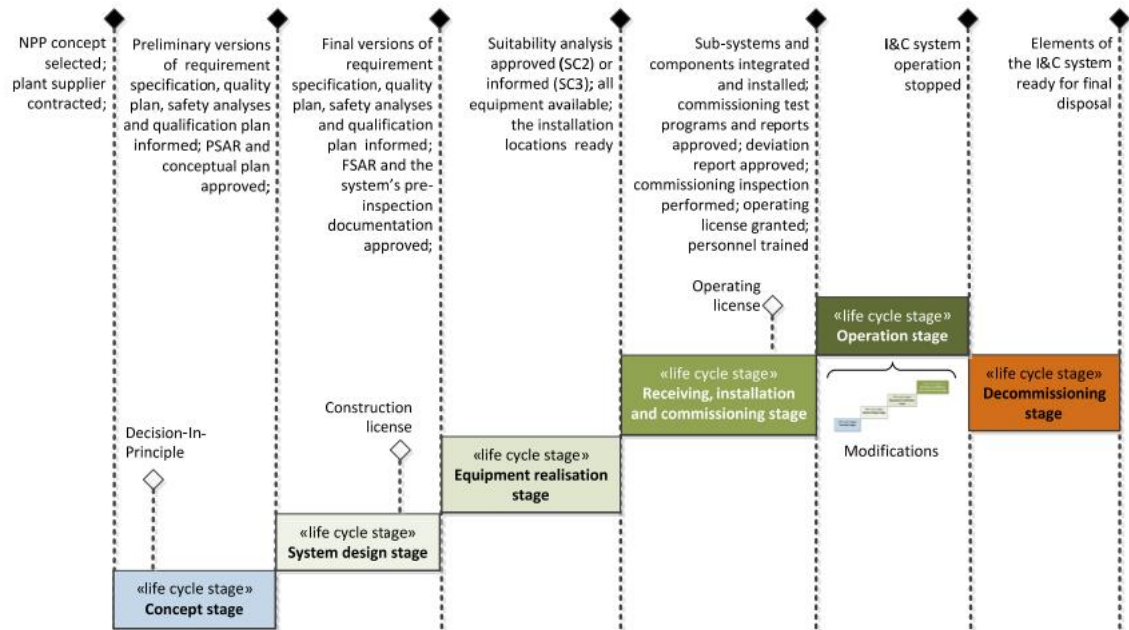 NPP concept
selected;
plant supplier
contracted;
Preliminary versions
of requirement
specification, quality
plan, safety analyses
and qualification plan
informed; PSAR and
conceptual plan
approved;
Final versions of
requirement
specification, quality
plan, safety analyses
and qualification
plan informed;
FSAR and the
system's pre-
inspection
documentation
approved;
Suitability analysis
approved (SC2) or
informed (SC3); all
equipment available;
the installation
locations ready
Sub-systems and
components integrated
and installed;
commissioning test
programs and reports
approved; deviation
report approved;
commissioning inspection
performed; operating
license granted;
personnel trained
I&C system
operation
stopped
Elements of
the I&C system
ready for final
disposal
Operating
license
«life cycle stage»
Operation stage
«life cycle stage»
Receiving, installation
and commissioning stage
«life cycle stage»
Decommissioning
stage
Modifications
Construction
license
Decision-In-
Principle
«life cycle stage»
Equipment realisation
stage
«life cycle stage»
System design stage
«life cycle stage»
Concept stage